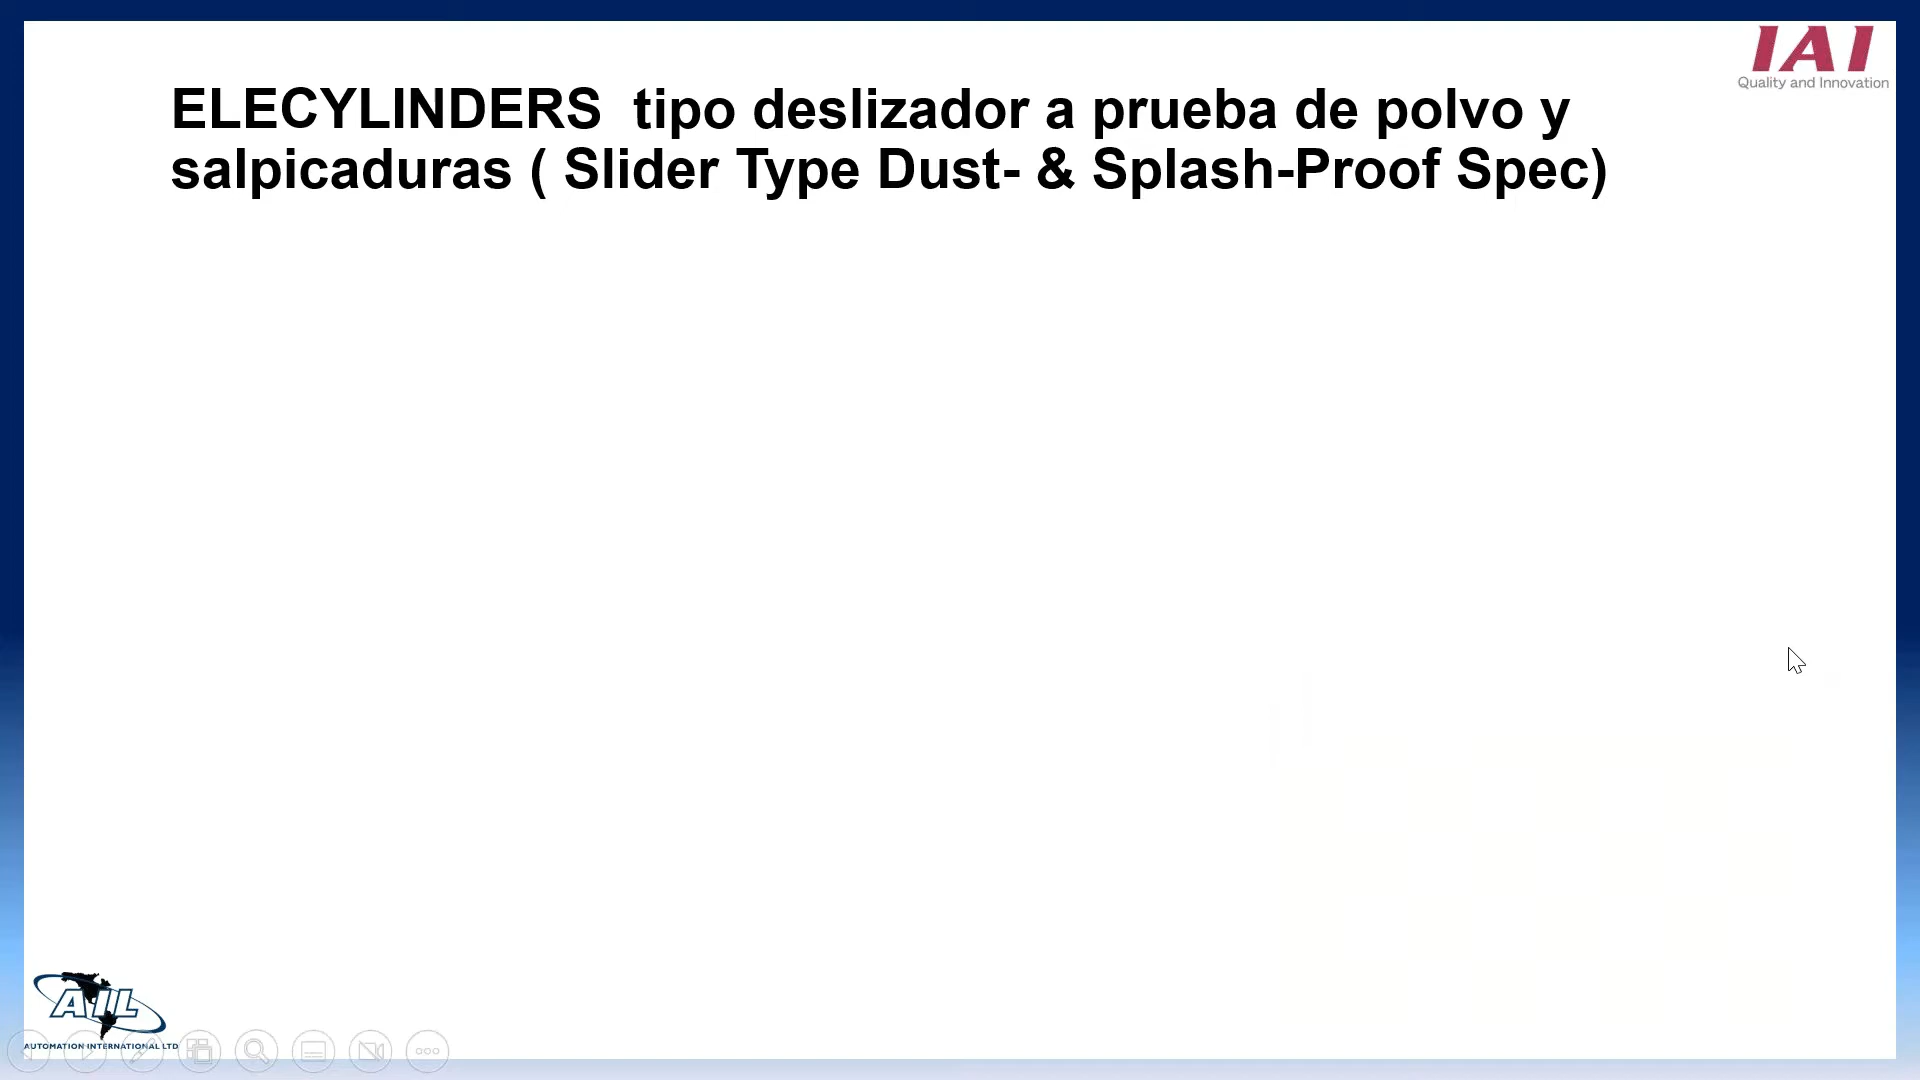 IAI
Quality and Innovation
ELECYLINDERS  tipo deslizador a prueba de polvo y
salpicaduras ( Slider Type Dust- & Splash-Proof Spec)
AIL
AUTOMATION INTERNATIONAL LTD